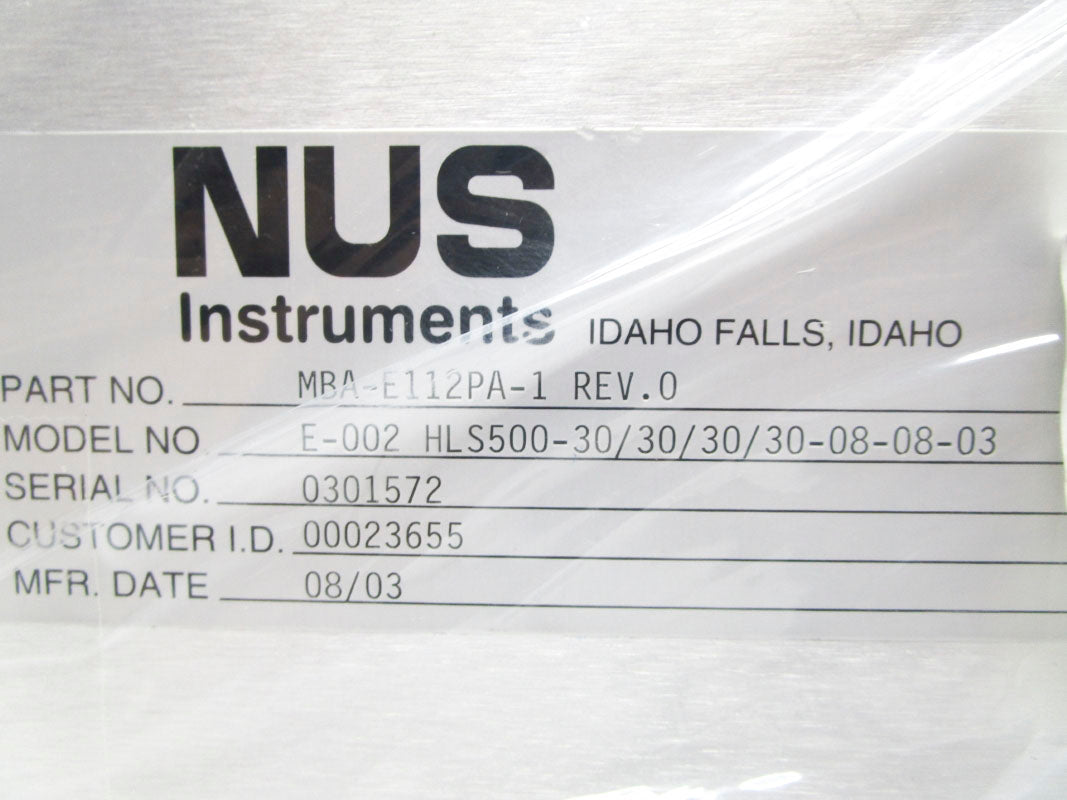 NUS
Instruments IDAHO FALLS, IDAHO
PART NO. MBA-E112PA-1 REV.0
MODEL NO. E-002 HLS500-30/30/30/30-08-08-03
SERIAL NO. 0301572
CUSTOMER I.D. 00023655
MFR. DATE 08/03